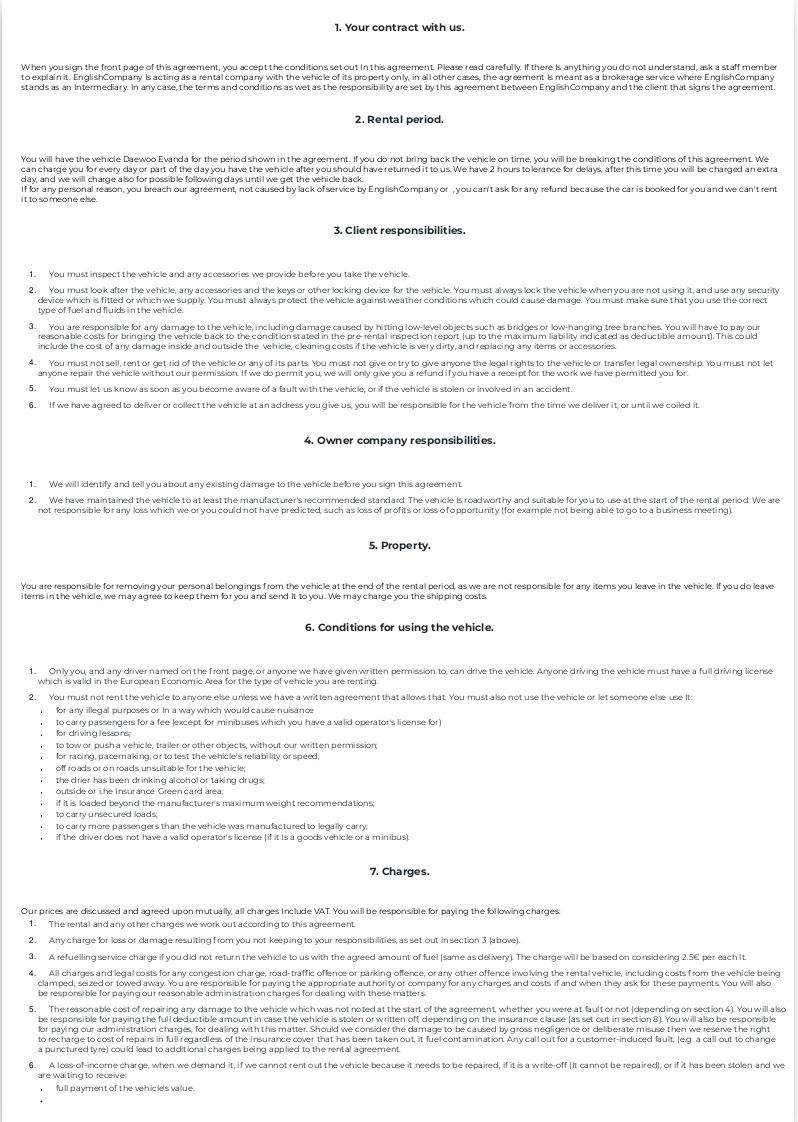 1. Your contract with us.
When you sign the front page of this agreement, you accept the conditions set out In this agreement. Please read carefully. If there Is anything you do not understand, ask a staff member
to explain it. EnglishCompany Is acting as a rental company with the vehicle of its property only, in all other cases, the agreement Is meant as a brokerage service where EnglishCompany
stands as an Intermediary. In any case, the terms and conditions as wet as the responsibility are set by this agreement between EnglishCompany and the client that signs the agreement.
2. Rental period.
You will have the vehicle Daewoo Evanda for the period shown in the agreement. If you do not bring back the vehicle on time, you will be breaking the conditions of this agreement. We
can charge you for every day or part of the day you have the vehicle after you should have returned it to us. We have 2 hours tolerance for delays, after this time you will be charged an extra
day, and we will charge also for possible following days until we get the vehicle back.
If for any personal reason, you breach our agreement, not caused by lack of service by EnglishCompany or , you can't ask for any refund because the car is booked for you and we can't rent
it to someone else.
3. Client responsibilities.
1. You must inspect the vehicle and any accessories we provide before you take the vehicle.
2. You must look after the vehicle, any accessories and the keys or other locking device for the vehicle. You must always lock the vehicle when you are not using it, and use any security
device which is fitted or which we supply. You must always protect the vehicle against weather conditions which could cause damage. You must make sure that you use the correct
type of fuel and fluids in the vehicle.
3. You are responsible for any damage to the vehicle, including damage caused by hitting low-level objects such as bridges or low-hanging tree branches. You will have to pay our
reasonable costs for bringing the vehicle back to the condition stated in the pre-rental inspection report (up to the maximum liability indicated as deductible amount). This could
include the cost of any damage inside and outside the vehicle, cleaning costs if the vehicle is very dirty, and replacing any items or accessories.
4. You must not sell, rent or get rid of the vehicle or any of its parts. You must not give or try to give anyone the legal rights to the vehicle or transfer legal ownership. You must not let
anyone repair the vehicle without our permission. If we do permit you, we will only give you a refund if you have a receipt for the work we have permitted you for.
5. You must let us know as soon as you become aware of a fault with the vehicle, or if the vehicle is stolen or involved in an accident.
6. If we have agreed to deliver or collect the vehicle at an address you give us, you will be responsible for the vehicle from the time we deliver it, or until we coiled it.
4. Owner company responsibilities.
1. We will identify and tell you about any existing damage to the vehicle before you sign this agreement.
2. We have maintained the vehicle to at least the manufacturer's recommended standard. The vehicle Is roadworthy and suitable for you to use at the start of the rental period. We are
not responsible for any loss which we or you could not have predicted, such as loss of profits or loss of opportunity (for example not being able to go to a business meeting).
5. Property.
You are responsible for removing your personal belongings from the vehicle at the end of the rental period, as we are not responsible for any items you leave in the vehicle. If you do leave
items in the vehicle, we may agree to keep them for you and send It to you. We may charge you the shipping costs.
6. Conditions for using the vehicle.
1. Only you, and any driver named on the front page, or anyone we have given written permission to, can drive the vehicle. Anyone driving the vehicle must have a full driving license
which is valid in the European Economic Area for the type of vehicle you are renting.
2. You must not rent the vehicle to anyone else unless we have a written agreement that allows that. You must also not use the vehicle or let someone else use It:
• for any illegal purposes or In a way which would cause nuisance
• to carry passengers for a fee (except for minibuses which you have a valid operator's license for)
• for driving lessons;
• to tow or push a vehicle, trailer or other objects, without our written permission;
• for racing, pacemaking, or to test the vehicle's reliability or speed;
• off roads or on roads unsuitable for the vehicle;
• the drier has been drinking alcohol or taking drugs;
• outside or i.he Insurance Green card area;
• if it is loaded beyond the manufacturer's maximum weight recommendations;
• to carry unsecured loads;
• to carry more passengers than the vehicle was manufactured to legally carry;
• if the driver does not have a valid operator's license (if it Is a goods vehicle or a minibus).
7. Charges.
Our prices are discussed and agreed upon mutually, all charges Include VAT. You will be responsible for paying the following charges:
1. The rental and any other charges we work out according to this agreement.
2. Any charge for loss or damage resulting from you not keeping to your responsibilities, as set out in section 3 (above).
3. A refuelling service charge if you did not return the vehicle to us with the agreed amount of fuel (same as delivery). The charge will be based on considering 2.5€ per each lt.
4. All charges and legal costs for any congestion charge, road-traffic offence or parking offence, or any other offence involving the rental vehicle, including costs from the vehicle being
clamped, seized or towed away. You are responsible for paying the appropriate authority or company for any charges and costs if and when they ask for these payments. You will also
be responsible for paying our reasonable administration charges for dealing with these matters.
5. The reasonable cost of repairing any damage to the vehicle which was not noted at the start of the agreement, whether you were at fault or not (depending on section 4). You will also
be responsible for paying the full deductible amount in case the vehicle is stolen or written off, depending on the insurance clause (as set out in section 8). You will also be responsible
for paying our administration charges, for dealing with this matter. Should we consider the damage to be caused by gross negligence or deliberate misuse then we reserve the right
to recharge to cost of repairs in full regardless of the insurance cover that has been taken out, it fuel contamination. Any call out for a customer-induced fault, (e.g. a call out to change
a punctured tyre) could lead to additional charges being applied to the rental agreement.
6. A loss-of-income charge, when we demand it, if we cannot rent out the vehicle because it needs to be repaired, if it is a write-off (It cannot be repaired), or if it has been stolen and we
are waiting to receive:
• full payment of the vehicle's value.
•